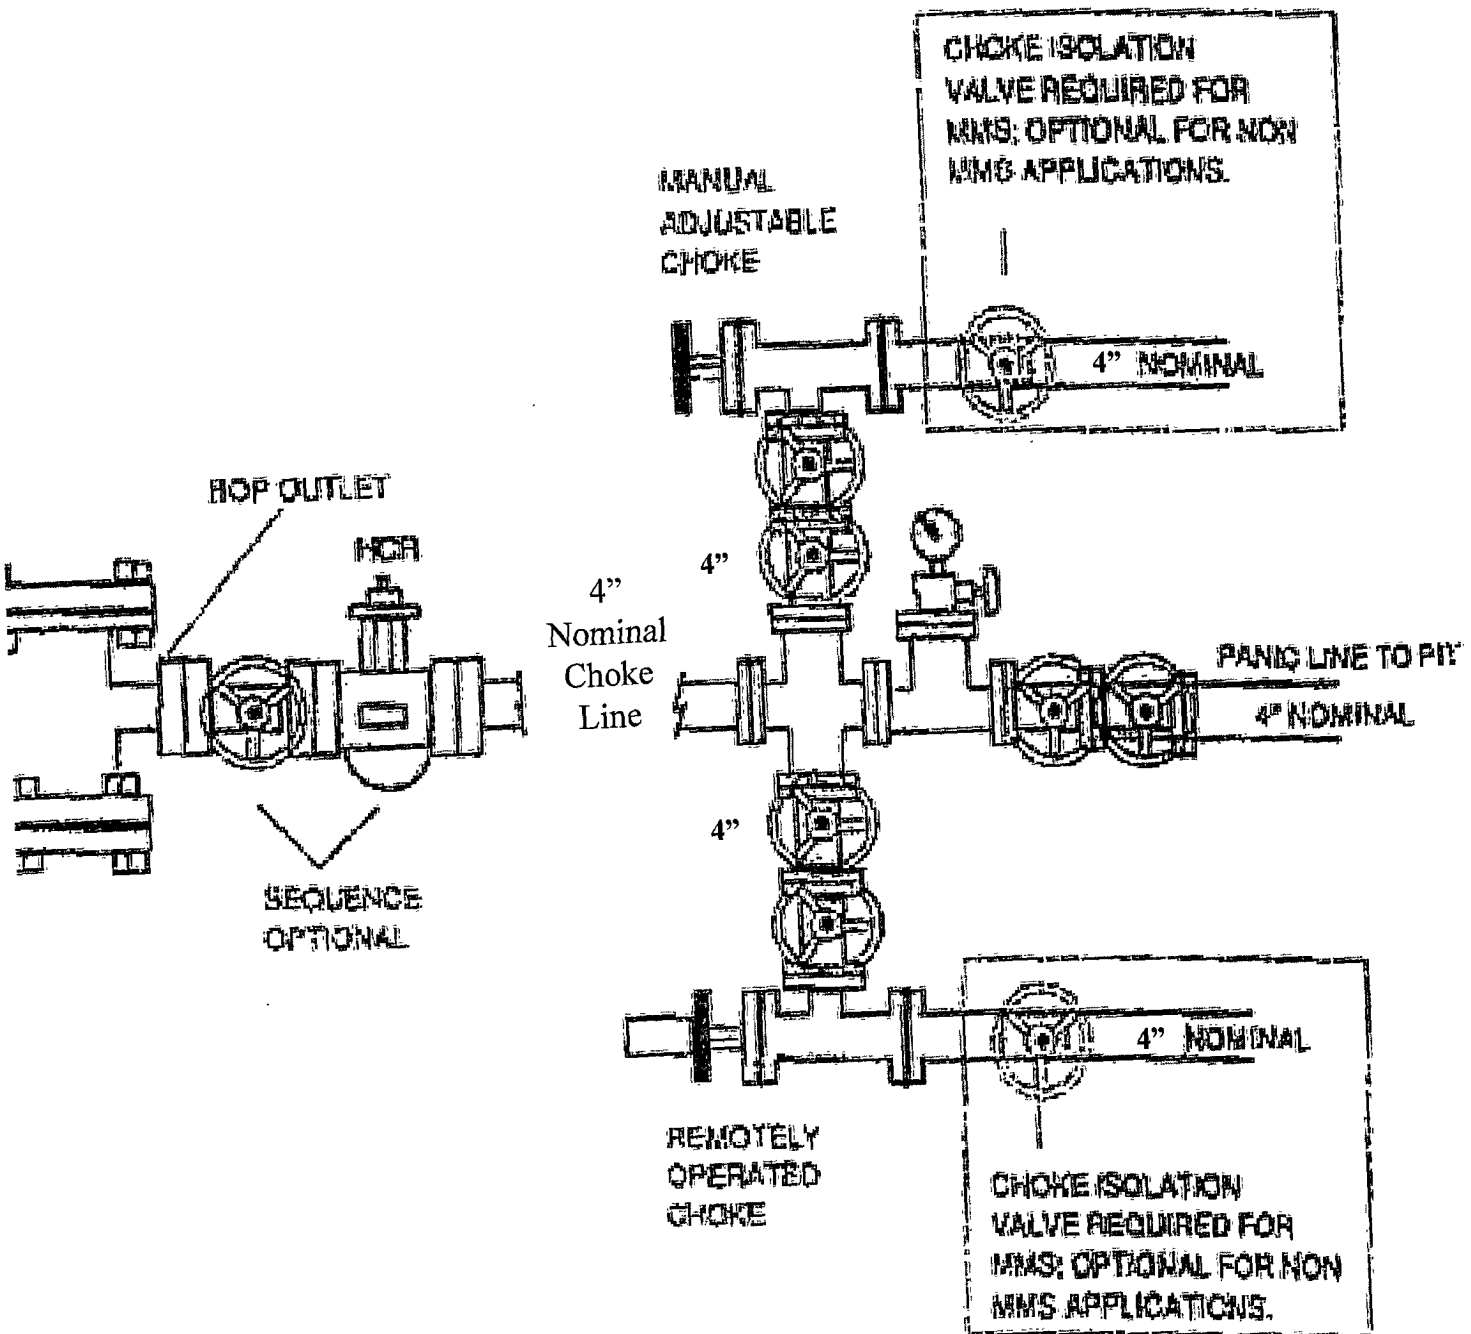 CHOKE ISOLATION
VALVE REQUIRED FOR
MMS; OPTIONAL FOR NON
MMS APPLICATIONS.
MANUAL
ADJUSTABLE
CHOKE
4” NOMINAL
BOP OUTLET
HCR
4”
4”
Nominal
Choke
Line
PANIC LINE TO PIT
4" NOMINAL
4”
SEQUENCE
OPTIONAL
4” NOMINAL
REMOTELY
OPERATED
CHOKE
CHOKE ISOLATION
VALVE REQUIRED FOR
MMS; OPTIONAL FOR NON
MMS APPLICATIONS.